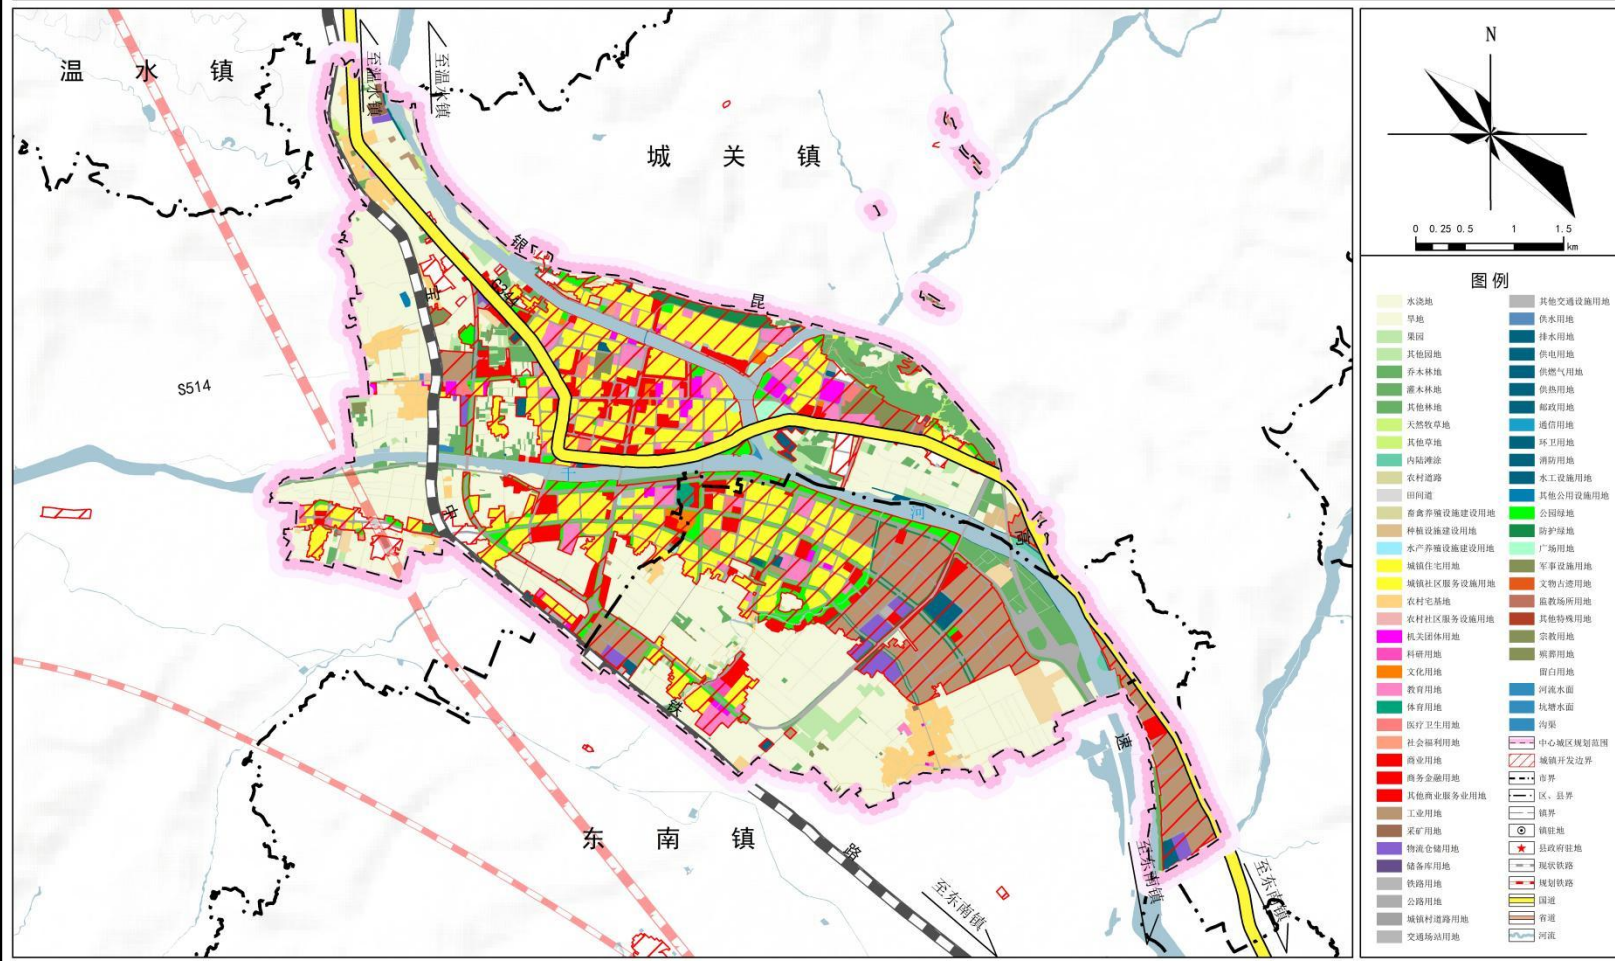 温水镇
至温水镇
至温水镇
城关镇
银
昆
G344
宝
S514
中
干
河
高
铁
速
东南镇
路
至东南镇
至东南镇
至东南镇
N
0 0.25 0.5 1 1.5
km
图例
水浇地
旱地
果园
其他园地
乔木林地
灌木林地
其他林地
天然牧草地
其他草地
内陆滩涂
农村道路
田间道
畜禽养殖设施建设用地
种植设施建设用地
水产养殖设施建设用地
城镇住宅用地
城镇社区服务设施用地
农村宅基地
农村社区服务设施用地
机关团体用地
科研用地
文化用地
教育用地
体育用地
医疗卫生用地
社会福利用地
商业用地
商务金融用地
其他商业服务业用地
工业用地
采矿用地
物流仓储用地
储备库用地
铁路用地
公路用地
城镇村道路用地
交通场站用地
其他交通设施用地
供水用地
排水用地
供电用地
供燃气用地
供热用地
邮政用地
通信用地
环卫用地
消防用地
水工设施用地
其他公用设施用地
公园绿地
防护绿地
广场用地
军事设施用地
文物古迹用地
监教场所用地
其他特殊用地
宗教用地
殡葬用地
留白用地
河流水面
坑塘水面
沟渠
中心城区规划范围
城镇开发边界
市界
区、县界
镇界
镇驻地
县政府驻地
现状铁路
规划铁路
国道
省道
河流